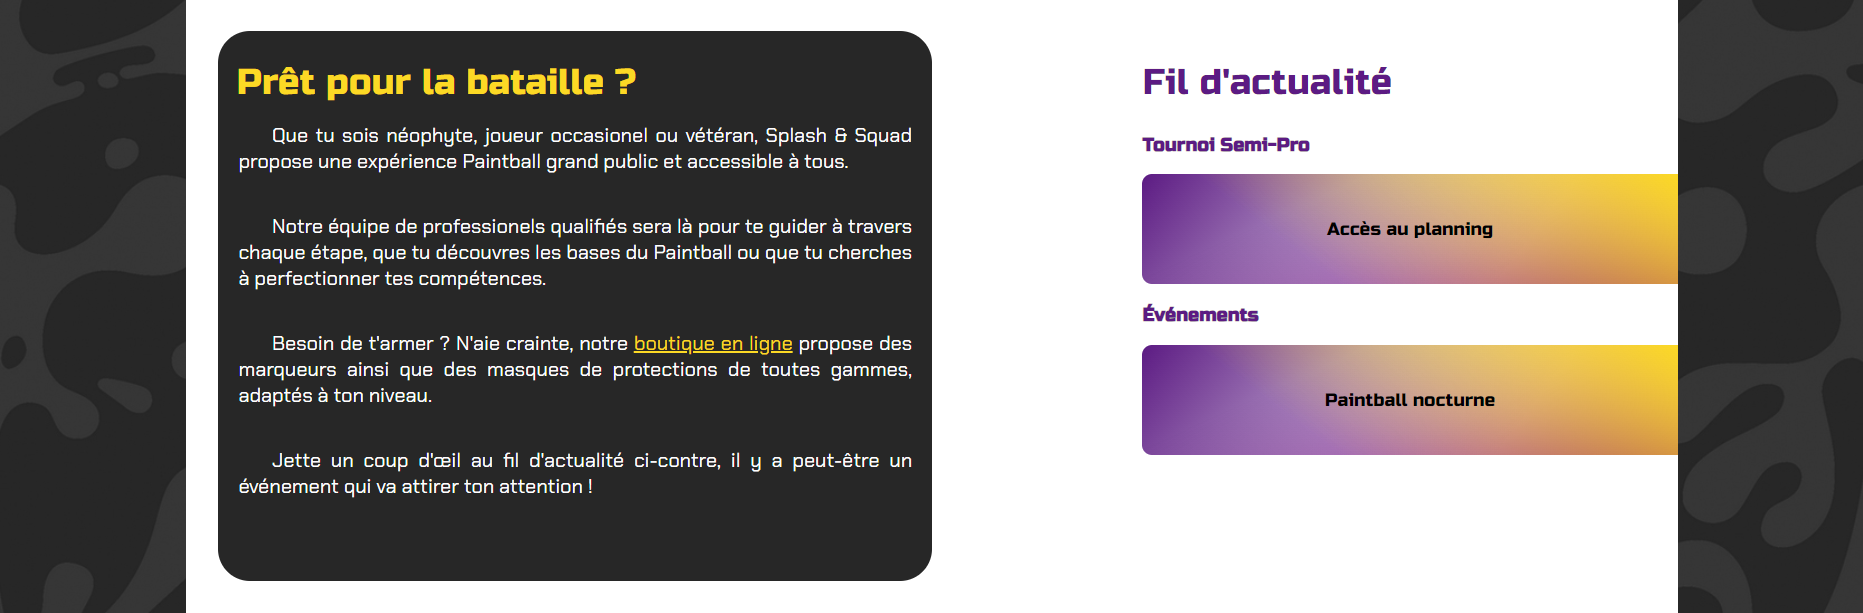 Prêt pour la bataille ?
Que tu sois néophyte, joueur occasionel ou vétéran, Splash & Squad
propose une expérience Paintball grand public et accessible à tous.
Notre équipe de professionels qualifiés sera là pour te guider à travers
chaque étape, que tu découvres les bases du Paintball ou que tu cherches
à perfectionner tes compétences.
Besoin de t'armer ? N'aie crainte, notre boutique en ligne propose des
marqueurs ainsi que des masques de protections de toutes gammes,
adaptés à ton niveau.
Jette un coup d'œil au fil d'actualité ci-contre, il y a peut-être un
événement qui va attirer ton attention !
Fil d'actualité
Tournoi Semi-Pro
Accès au planning
Événements
Paintball nocturne